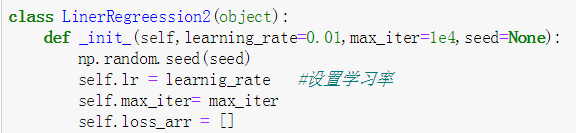 class LinerRegreession2(object):
    def _init_(self,learning_rate=0.01,max_iter=1e4,seed=None):
        np.random.seed(seed)
        self.lr = learnig_rate   #设置学习率
        self.max_iter= max_iter
        self.loss_arr = []